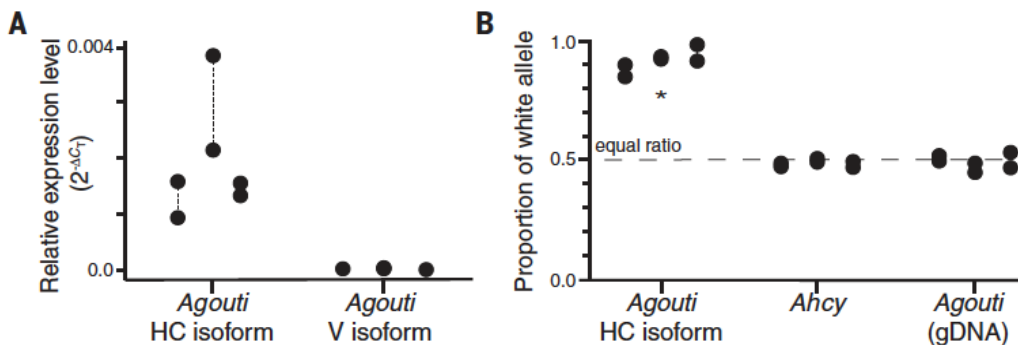 A
Relative expression level
(2^-ΔC_T)
0.004
0.0
Agouti
HC isoform
Agouti
V isoform
B
Proportion of white allele
1.0
0.5
0.0
equal ratio
*
Agouti
HC isoform
Ahcy
Agouti
(gDNA)